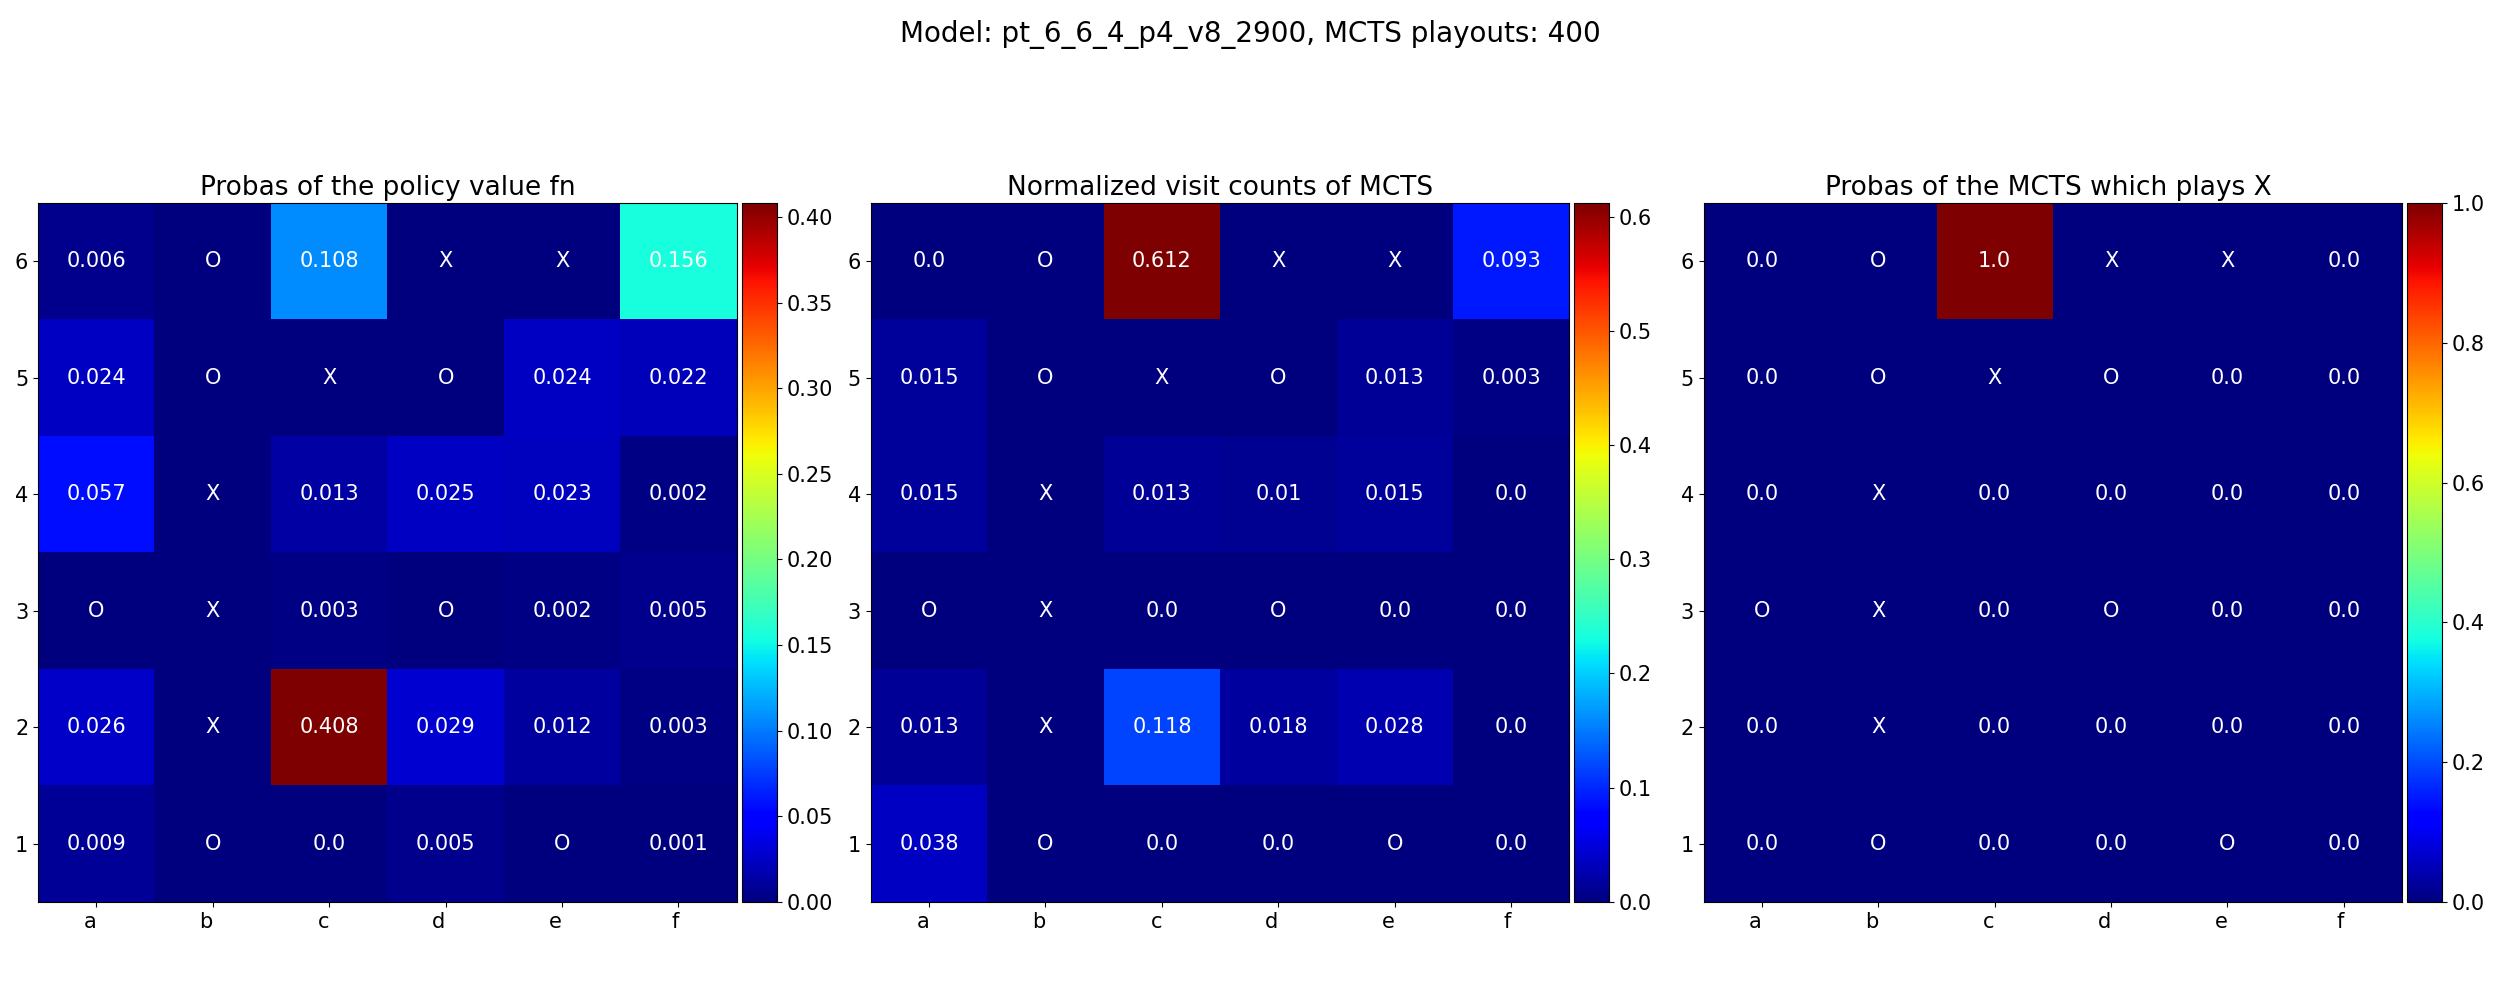 Model: pt_6_6_4_p4_v8_2900, MCTS playouts: 400
Probas of the policy value fn
6 0.006 O 0.108 X X 0.156
5 0.024 O X O 0.024 0.022
4 0.057 X 0.013 0.025 0.023 0.002
3 O X 0.003 O 0.002 0.005
2 0.026 X 0.408 0.029 0.012 0.003
1 0.009 O 0.0 0.005 O 0.001
a b c d e f
0.40
0.35
0.30
0.25
0.20
0.15
0.10
0.05
0.00
Normalized visit counts of MCTS
6 0.0 O 0.612 X X 0.093
5 0.015 O X O 0.013 0.003
4 0.015 X 0.013 0.01 0.015 0.0
3 O X 0.0 O 0.0 0.0
2 0.013 X 0.118 0.018 0.028 0.0
1 0.038 O 0.0 0.0 O 0.0
a b c d e f
0.6
0.5
0.4
0.3
0.2
0.1
0.0
Probas of the MCTS which plays X
6 0.0 O 1.0 X X 0.0
5 0.0 O X O 0.0 0.0
4 0.0 X 0.0 0.0 0.0 0.0
3 O X 0.0 O 0.0 0.0
2 0.0 X 0.0 0.0 0.0 0.0
1 0.0 O 0.0 0.0 O 0.0
a b c d e f
1.0
0.8
0.6
0.4
0.2
0.0